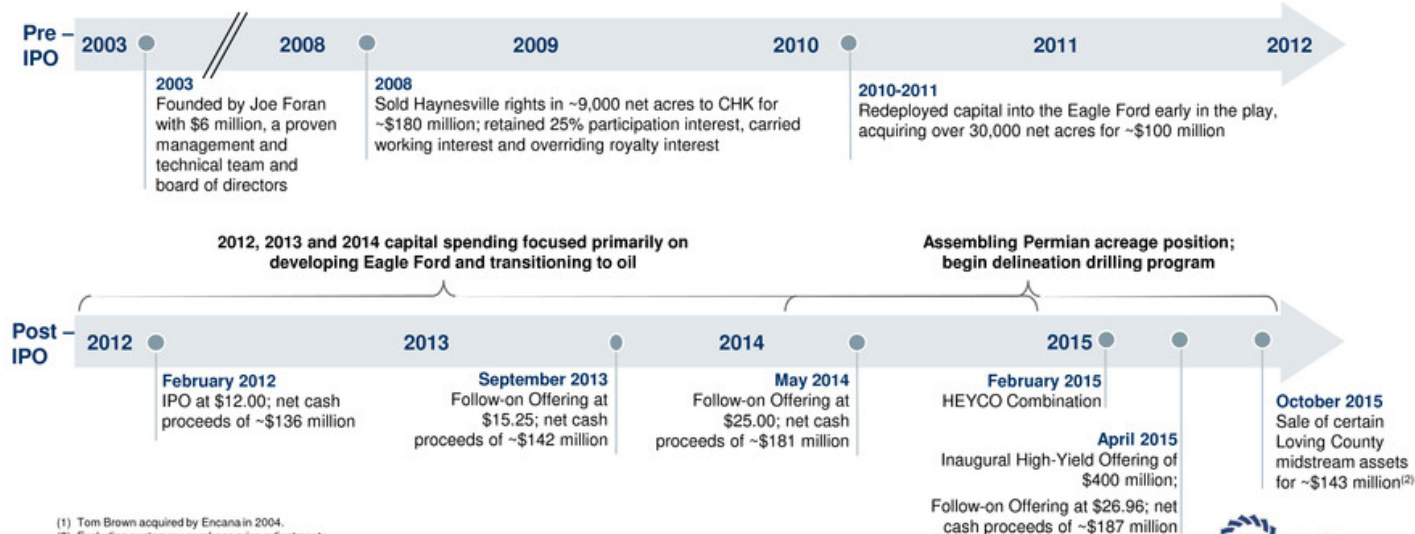 Pre –
IPO
2003
2008
2009
2010
2011
2012
2003
Founded by Joe Foran
with $6 million, a proven
management and
technical team and
board of directors
2008
Sold Haynesville rights in ~9,000 net acres to CHK for
~$180 million; retained 25% participation interest, carried
working interest and overriding royalty interest
2010-2011
Redeployed capital into the Eagle Ford early in the play,
acquiring over 30,000 net acres for ~$100 million
2012, 2013 and 2014 capital spending focused primarily on
developing Eagle Ford and transitioning to oil
Assembling Permian acreage position;
begin delineation drilling program
Post –
IPO
2012
2013
2014
2015
February 2012
IPO at $12.00; net cash
proceeds of ~$136 million
September 2013
Follow-on Offering at
$15.25; net cash
proceeds of ~$142 million
May 2014
Follow-on Offering at
$25.00; net cash
proceeds of ~$181 million
February 2015
HEYCO Combination
April 2015
Inaugural High-Yield Offering of
$400 million;
Follow-on Offering at $26.96; net
cash proceeds of ~$187 million
October 2015
Sale of certain
Loving County
midstream assets
for ~$143 million(2)
(1) Tom Brown acquired by Encana in 2004.